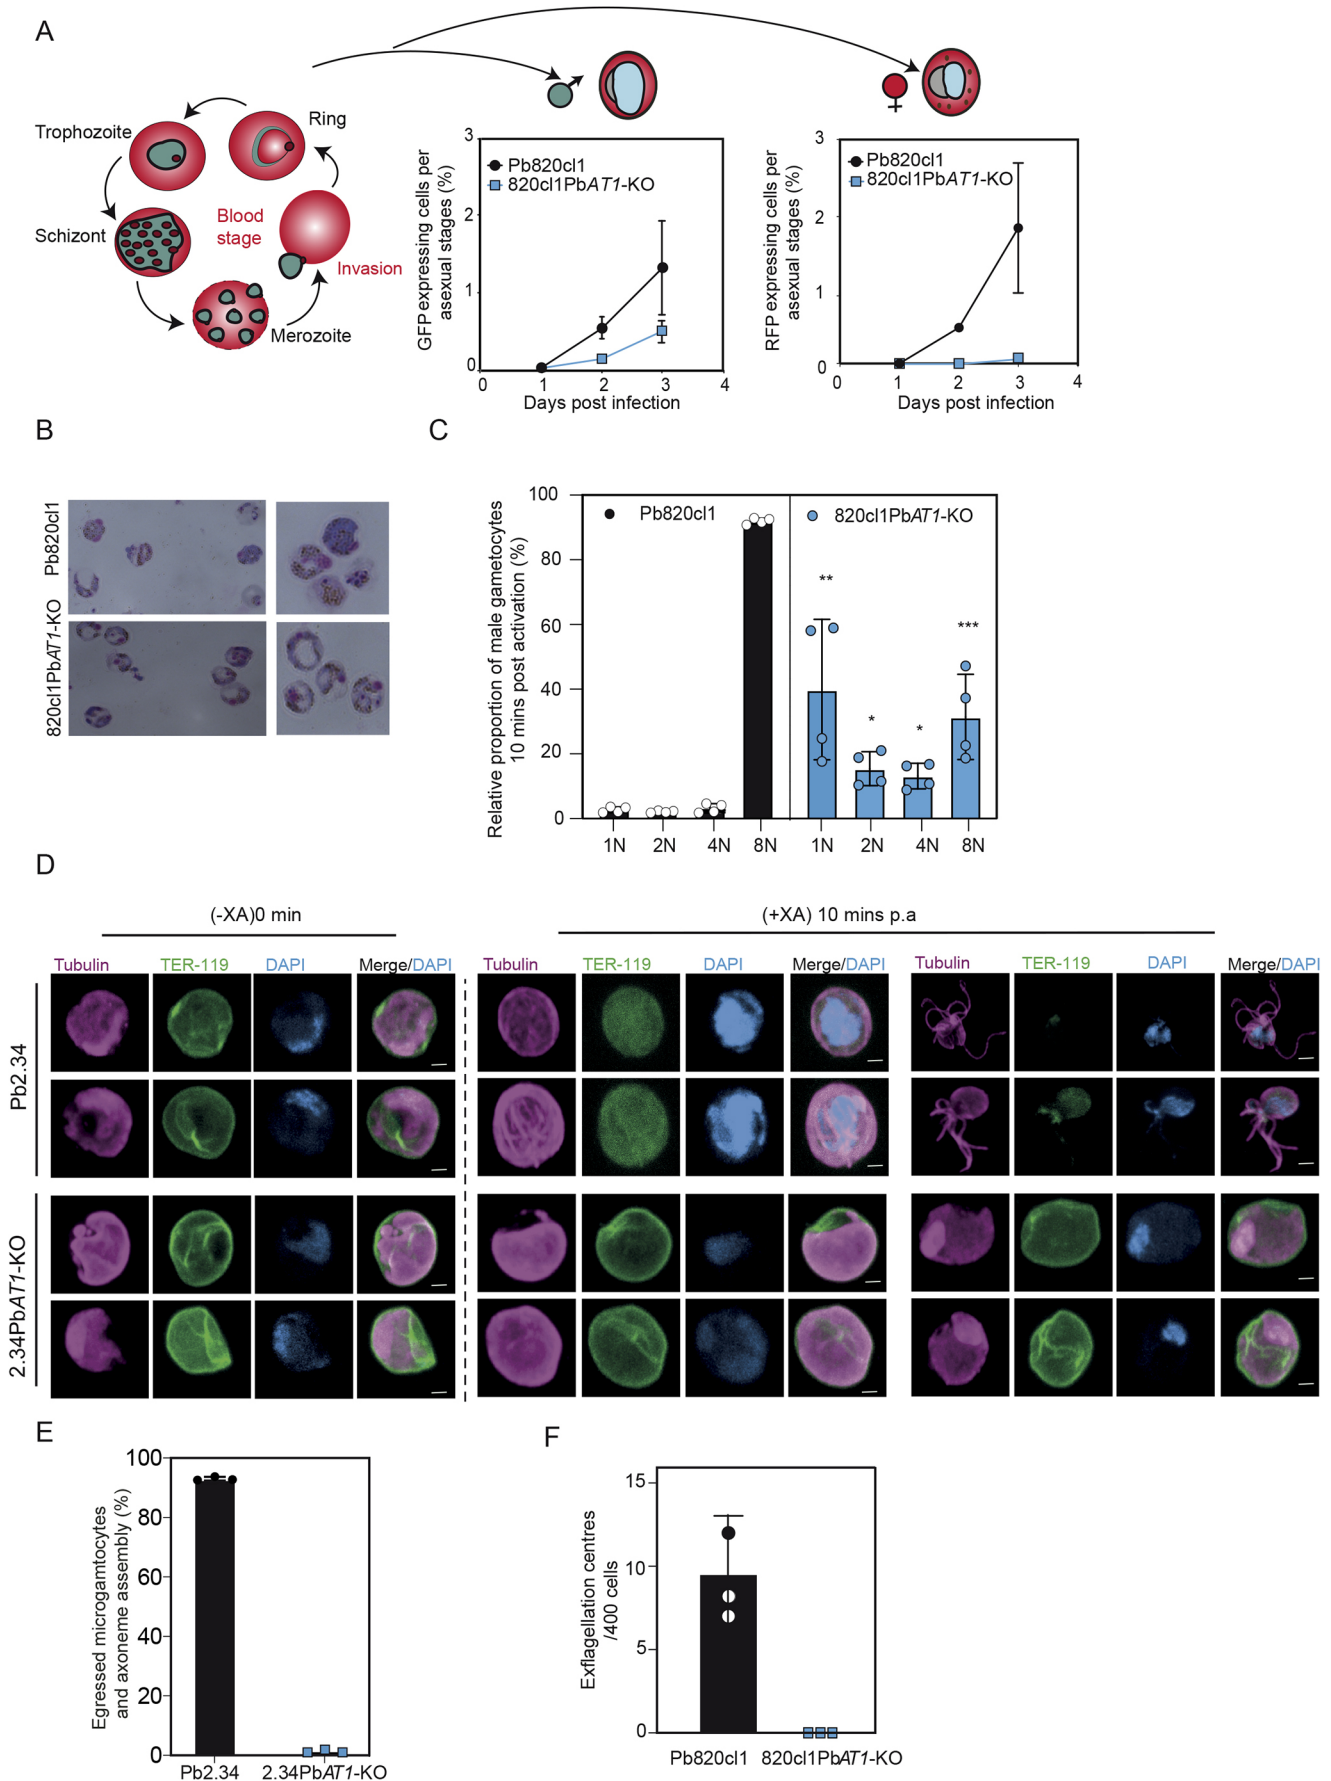 A
Trophozoite
Ring
Schizont
Blood
stage
Invasion
Merozoite
GFP expressing cells per
asexual stages (%)
3
2
1
0
Pb820cl1
820cl1PbAT1-KO
0 1 2 3 4
Days post infection
RFP expressing cells per
asexual stages (%)
3
2
1
0
Pb820cl1
820cl1PbAT1-KO
0 1 2 3 4
Days post infection
B
Pb820cl1
820cl1PbAT1-KO
C
Relative proportion of male gametocytes
10 mins post activation (%)
100
80
60
40
20
0
Pb820cl1
820cl1PbAT1-KO
**
*
*
***
1N 2N 4N 8N 1N 2N 4N 8N
D
(-XA)0 min
(+XA) 10 mins p.a
Tubulin TER-119 DAPI Merge/DAPI Tubulin TER-119 DAPI Merge/DAPI Tubulin TER-119 DAPI Merge/DAPI
Pb2.34
2.34PbAT1-KO
E
Egressed microgamtocytes
and axoneme assembly (%)
100
80
60
40
20
0
Pb2.34 2.34PbAT1-KO
F
Exflagellation centres
/400 cells
15
10
5
0
Pb820cl1 820cl1PbAT1-KO